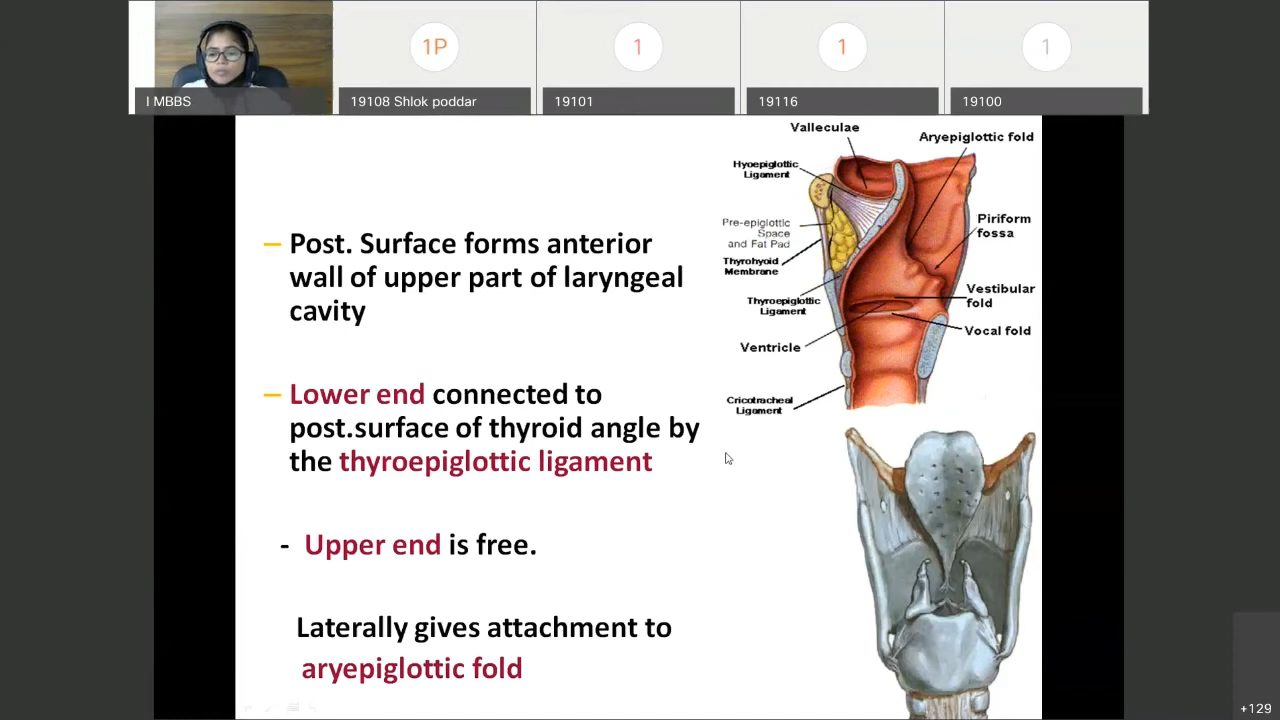 1P
1
1
1
I MBBS
19108 Shlok poddar
19101
19116
19100
Valleculae
Aryepiglottic fold
Hyoepiglottic
Ligament
Pre-epiglottic
Space
and Fat Pad
Piriform
fossa
Thyrohyoid
Membrane
Thyroepiglottic
Ligament
Vestibular
fold
Vocal fold
Ventricle
Cricotracheal
Ligament
– Post. Surface forms anterior
wall of upper part of laryngeal
cavity
– Lower end connected to
post.surface of thyroid angle by
the thyroepiglottic ligament
- Upper end is free.
Laterally gives attachment to
aryepiglottic fold
+129